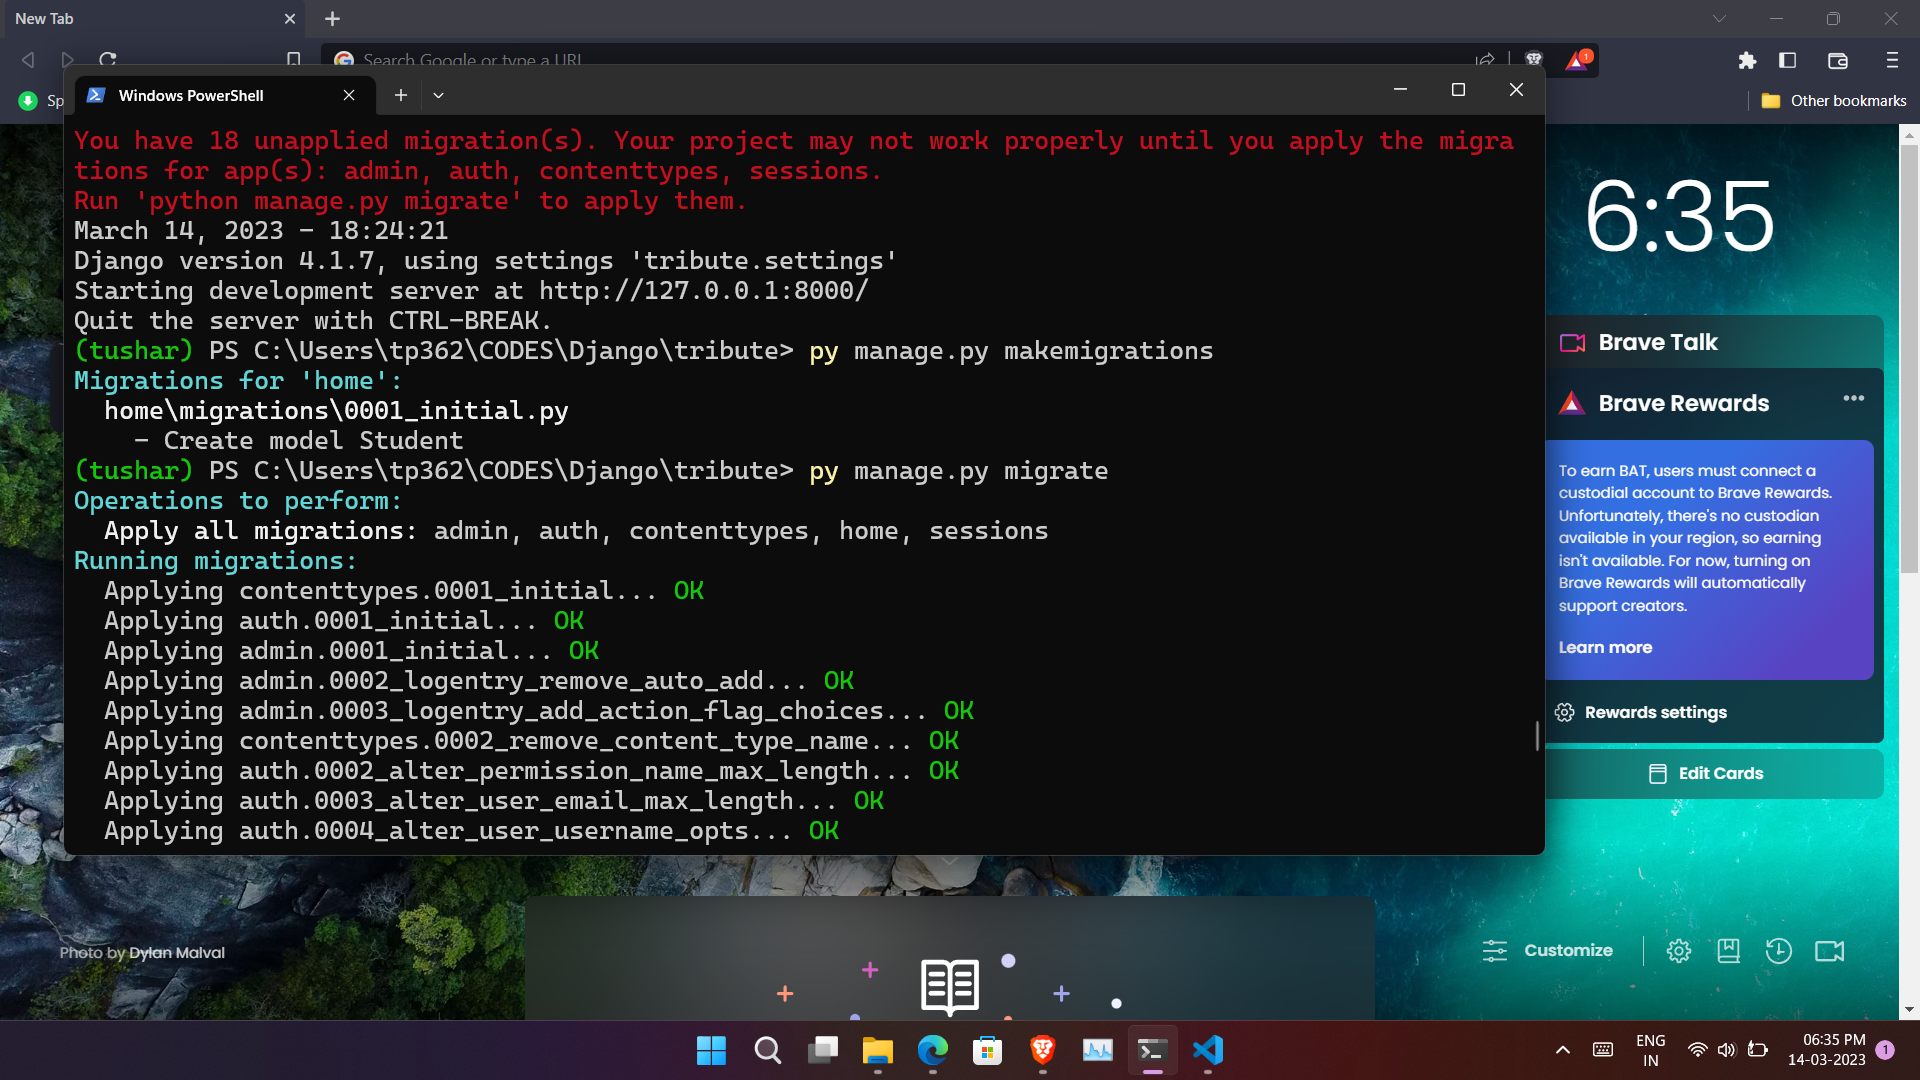 New Tab
Search Google or type a URL
1
Sp
Other bookmarks
Windows PowerShell
You have 18 unapplied migration(s). Your project may not work properly until you apply the migra
tions for app(s): admin, auth, contenttypes, sessions.
Run 'python manage.py migrate' to apply them.
March 14, 2023 - 18:24:21
Django version 4.1.7, using settings 'tribute.settings'
Starting development server at http://127.0.0.1:8000/
Quit the server with CTRL-BREAK.
(tushar) PS C:\Users\tp362\CODES\Django\tribute> py manage.py makemigrations
Migrations for 'home':
home\migrations\0001_initial.py
- Create model Student
(tushar) PS C:\Users\tp362\CODES\Django\tribute> py manage.py migrate
Operations to perform:
Apply all migrations: admin, auth, contenttypes, home, sessions
Running migrations:
Applying contenttypes.0001_initial... OK
Applying auth.0001_initial... OK
Applying admin.0001_initial... OK
Applying admin.0002_logentry_remove_auto_add... OK
Applying admin.0003_logentry_add_action_flag_choices... OK
Applying contenttypes.0002_remove_content_type_name... OK
Applying auth.0002_alter_permission_name_max_length... OK
Applying auth.0003_alter_user_email_max_length... OK
Applying auth.0004_alter_user_username_opts... OK
6:35
Brave Talk
Brave Rewards
To earn BAT, users must connect a
custodial account to Brave Rewards.
Unfortunately, there's no custodian
available in your region, so earning
isn't available. For now, turning on
Brave Rewards will automatically
support creators.
Learn more
Rewards settings
Edit Cards
Photo by Dylan Malval
Customize
ENG
IN
06:35 PM
14-03-2023
1